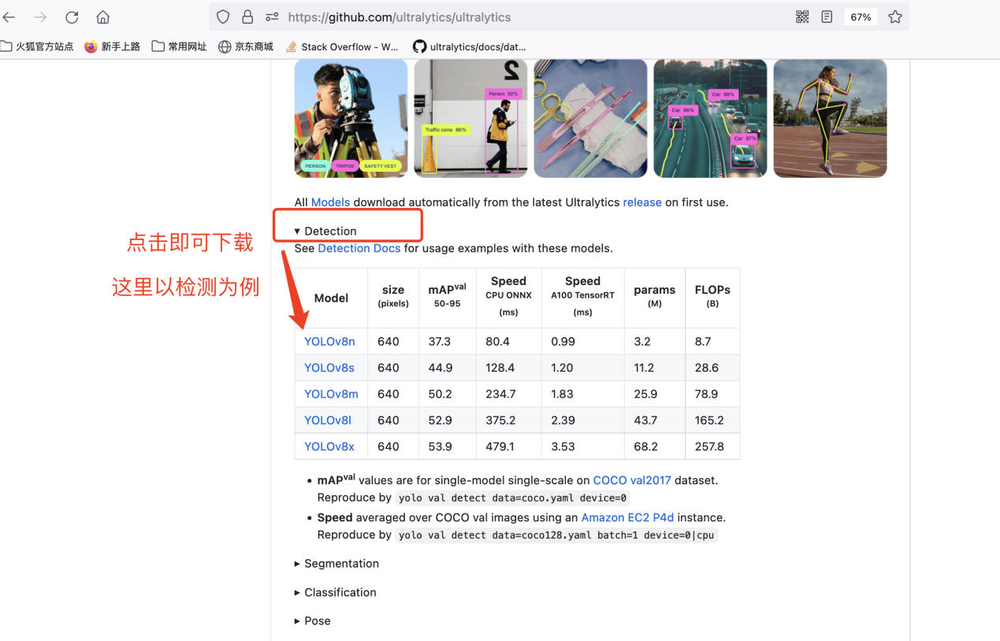 https://github.com/ultralytics/ultralytics
67%
火狐官方站点 新手上路 常用网址 京东商城 Stack Overflow - W... ultralytics/docs/dat...
2
Person 92%
Traffic cone 86%
PERSON TRIPOD SAFETY VEST
Car 98%
Car 96%
Car 97%
All Models download automatically from the latest Ultralytics release on first use.
▾ Detection
See Detection Docs for usage examples with these models.
点击即可下载
这里以检测为例
Model size (pixels) mAPval 50-95 Speed CPU ONNX (ms) Speed A100 TensorRT (ms) params (M) FLOPs (B)
YOLOv8n 640 37.3 80.4 0.99 3.2 8.7
YOLOv8s 640 44.9 128.4 1.20 11.2 28.6
YOLOv8m 640 50.2 234.7 1.83 25.9 78.9
YOLOv8l 640 52.9 375.2 2.39 43.7 165.2
YOLOv8x 640 53.9 479.1 3.53 68.2 257.8
• mAPval values are for single-model single-scale on COCO val2017 dataset.
Reproduce by yolo val detect data=coco.yaml device=0
• Speed averaged over COCO val images using an Amazon EC2 P4d instance.
Reproduce by yolo val detect data=coco128.yaml batch=1 device=0|cpu
▸ Segmentation
▸ Classification
▸ Pose